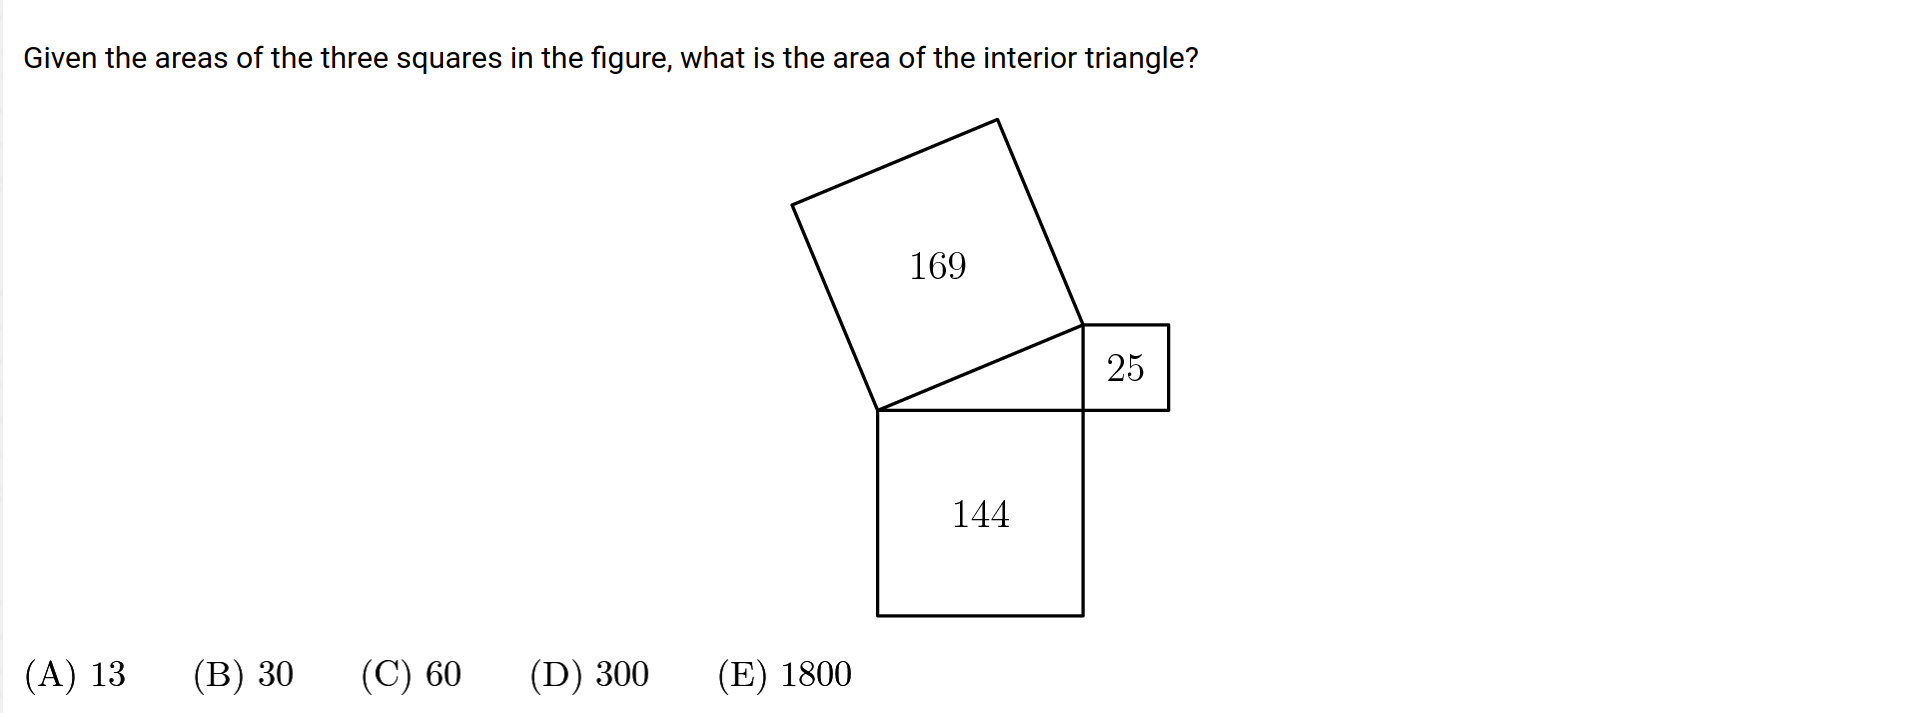 Given the areas of the three squares in the figure, what is the area of the interior triangle?
169
25
144
(A) 13 (B) 30 (C) 60 (D) 300 (E) 1800